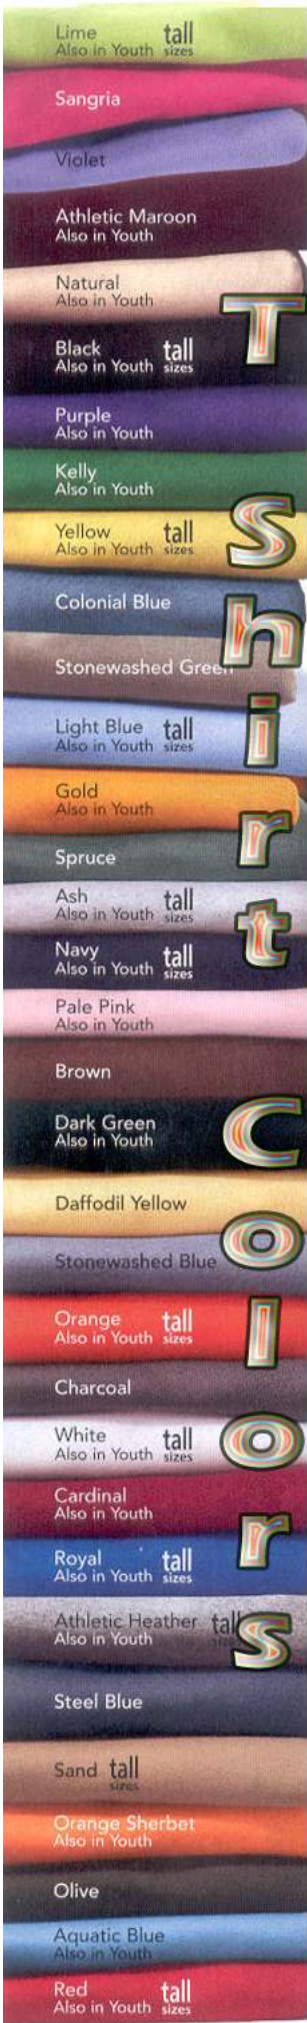 Lime tall
Also in Youth sizes
Sangria
Violet
Athletic Maroon
Also in Youth
Natural
Also in Youth
Black tall
Also in Youth sizes
Purple
Also in Youth
Kelly
Also in Youth
Yellow tall
Also in Youth sizes
Colonial Blue
Stonewashed Green
Light Blue tall
Also in Youth sizes
Gold
Also in Youth
Spruce
Ash tall
Also in Youth sizes
Navy tall
Also in Youth sizes
Pale Pink
Also in Youth
Brown
Dark Green
Also in Youth
Daffodil Yellow
Stonewashed Blue
Orange tall
Also in Youth sizes
Charcoal
White tall
Also in Youth sizes
Cardinal
Also in Youth
Royal tall
Also in Youth sizes
Athletic Heather tall
Also in Youth sizes
Steel Blue
Sand tall
sizes
Orange Sherbet
Also in Youth
Olive
Aquatic Blue
Also in Youth
Red tall
Also in Youth sizes
T Shirt Colors